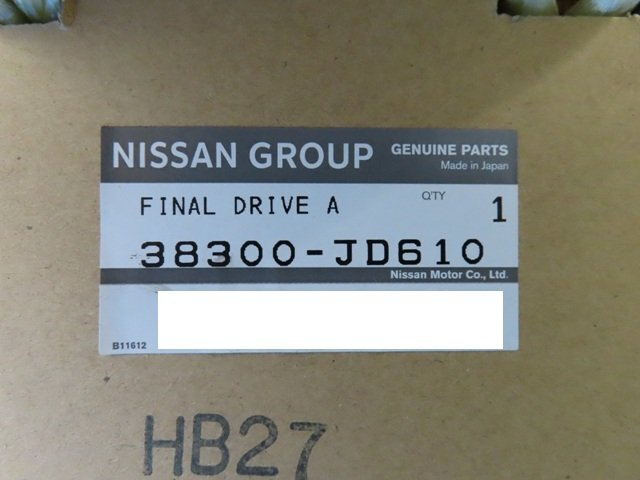 NISSAN GROUP GENUINE PARTS
Made in Japan
FINAL DRIVE A Q'TY 1
38300-JD610
Nissan Motor Co., Ltd.
B11612
HB27